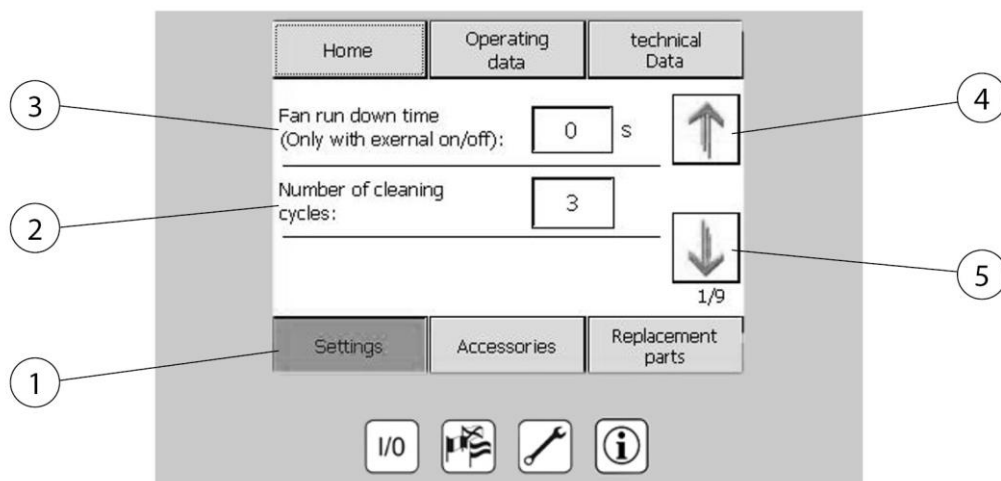 Home
Operating
data
technical
Data
3
Fan run down time
(Only with exernal on/off):
0
s
4
2
Number of cleaning
cycles:
3
5
1/9
1
Settings
Accessories
Replacement
parts
I/0
i